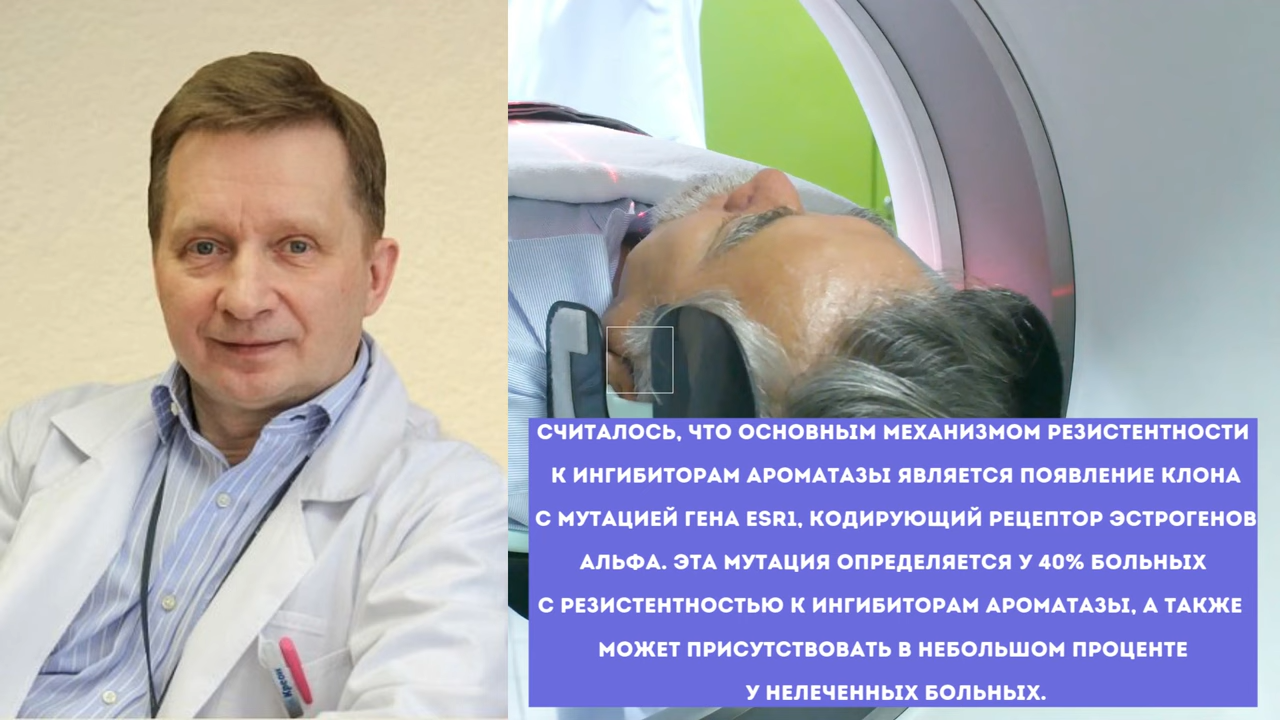 СЧИТАЛОСЬ, ЧТО ОСНОВНЫМ МЕХАНИЗМОМ РЕЗИСТЕНТНОСТИ
К ИНГИБИТОРАМ АРОМАТАЗЫ ЯВЛЯЕТСЯ ПОЯВЛЕНИЕ КЛОНА
С МУТАЦИЕЙ ГЕНА ESR1, КОДИРУЮЩИЙ РЕЦЕПТОР ЭСТРОГЕНОВ
АЛЬФА. ЭТА МУТАЦИЯ ОПРЕДЕЛЯЕТСЯ У 40% БОЛЬНЫХ
С РЕЗИСТЕНТНОСТЬЮ К ИНГИБИТОРАМ АРОМАТАЗЫ, А ТАКЖЕ
МОЖЕТ ПРИСУТСТВОВАТЬ В НЕБОЛЬШОМ ПРОЦЕНТЕ
У НЕЛЕЧЕННЫХ БОЛЬНЫХ.
Креон